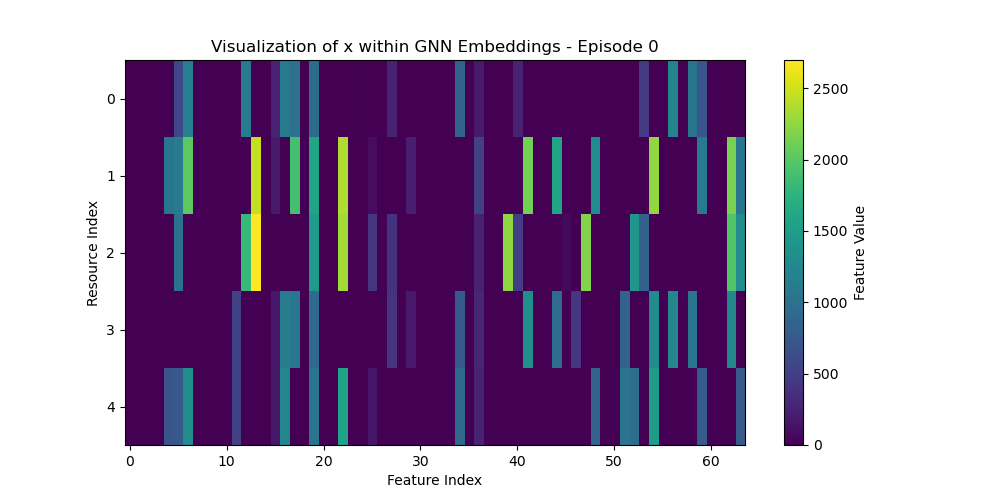 Visualization of x within GNN Embeddings - Episode 0
Resource Index
0
1
2
3
4
0 10 20 30 40 50 60
Feature Index
2500
2000
1500
1000
500
0
Feature Value